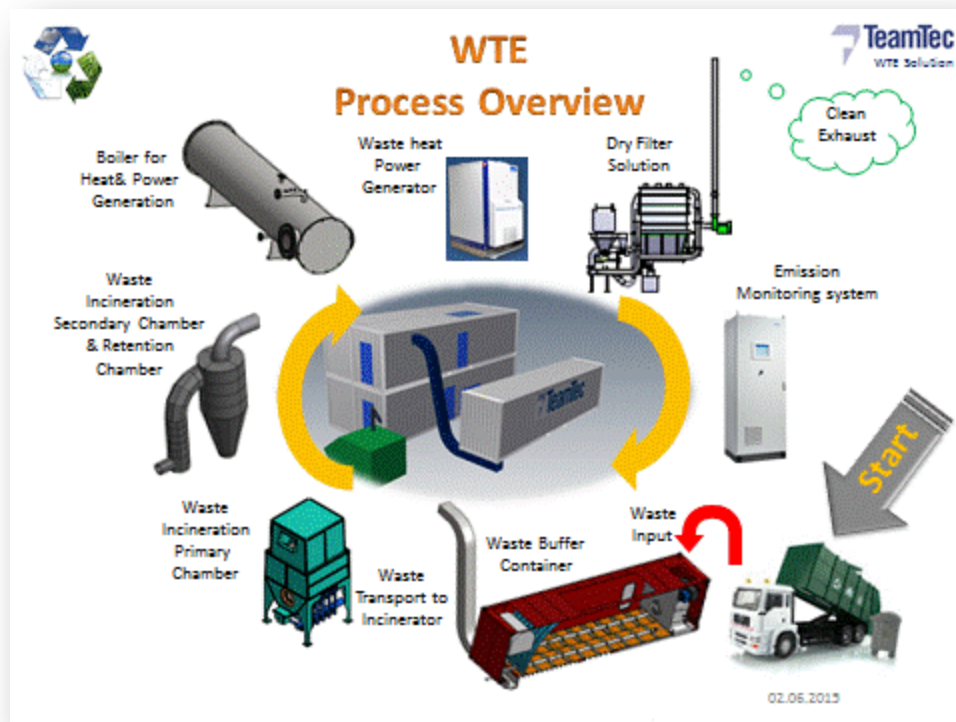 WTE
Process Overview
TeamTec
WTE Solution
Clean
Exhaust
Boiler for
Heat& Power
Generation
Waste heat
Power
Generator
Dry Filter
Solution
Emission
Monitoring system
Waste
Incineration
Secondary Chamber
& Retention
Chamber
TeamTec
Start
Waste
Incineration
Primary
Chamber
Waste
Transport to
Incinerator
Waste Buffer
Container
Waste
Input
02.06.2015